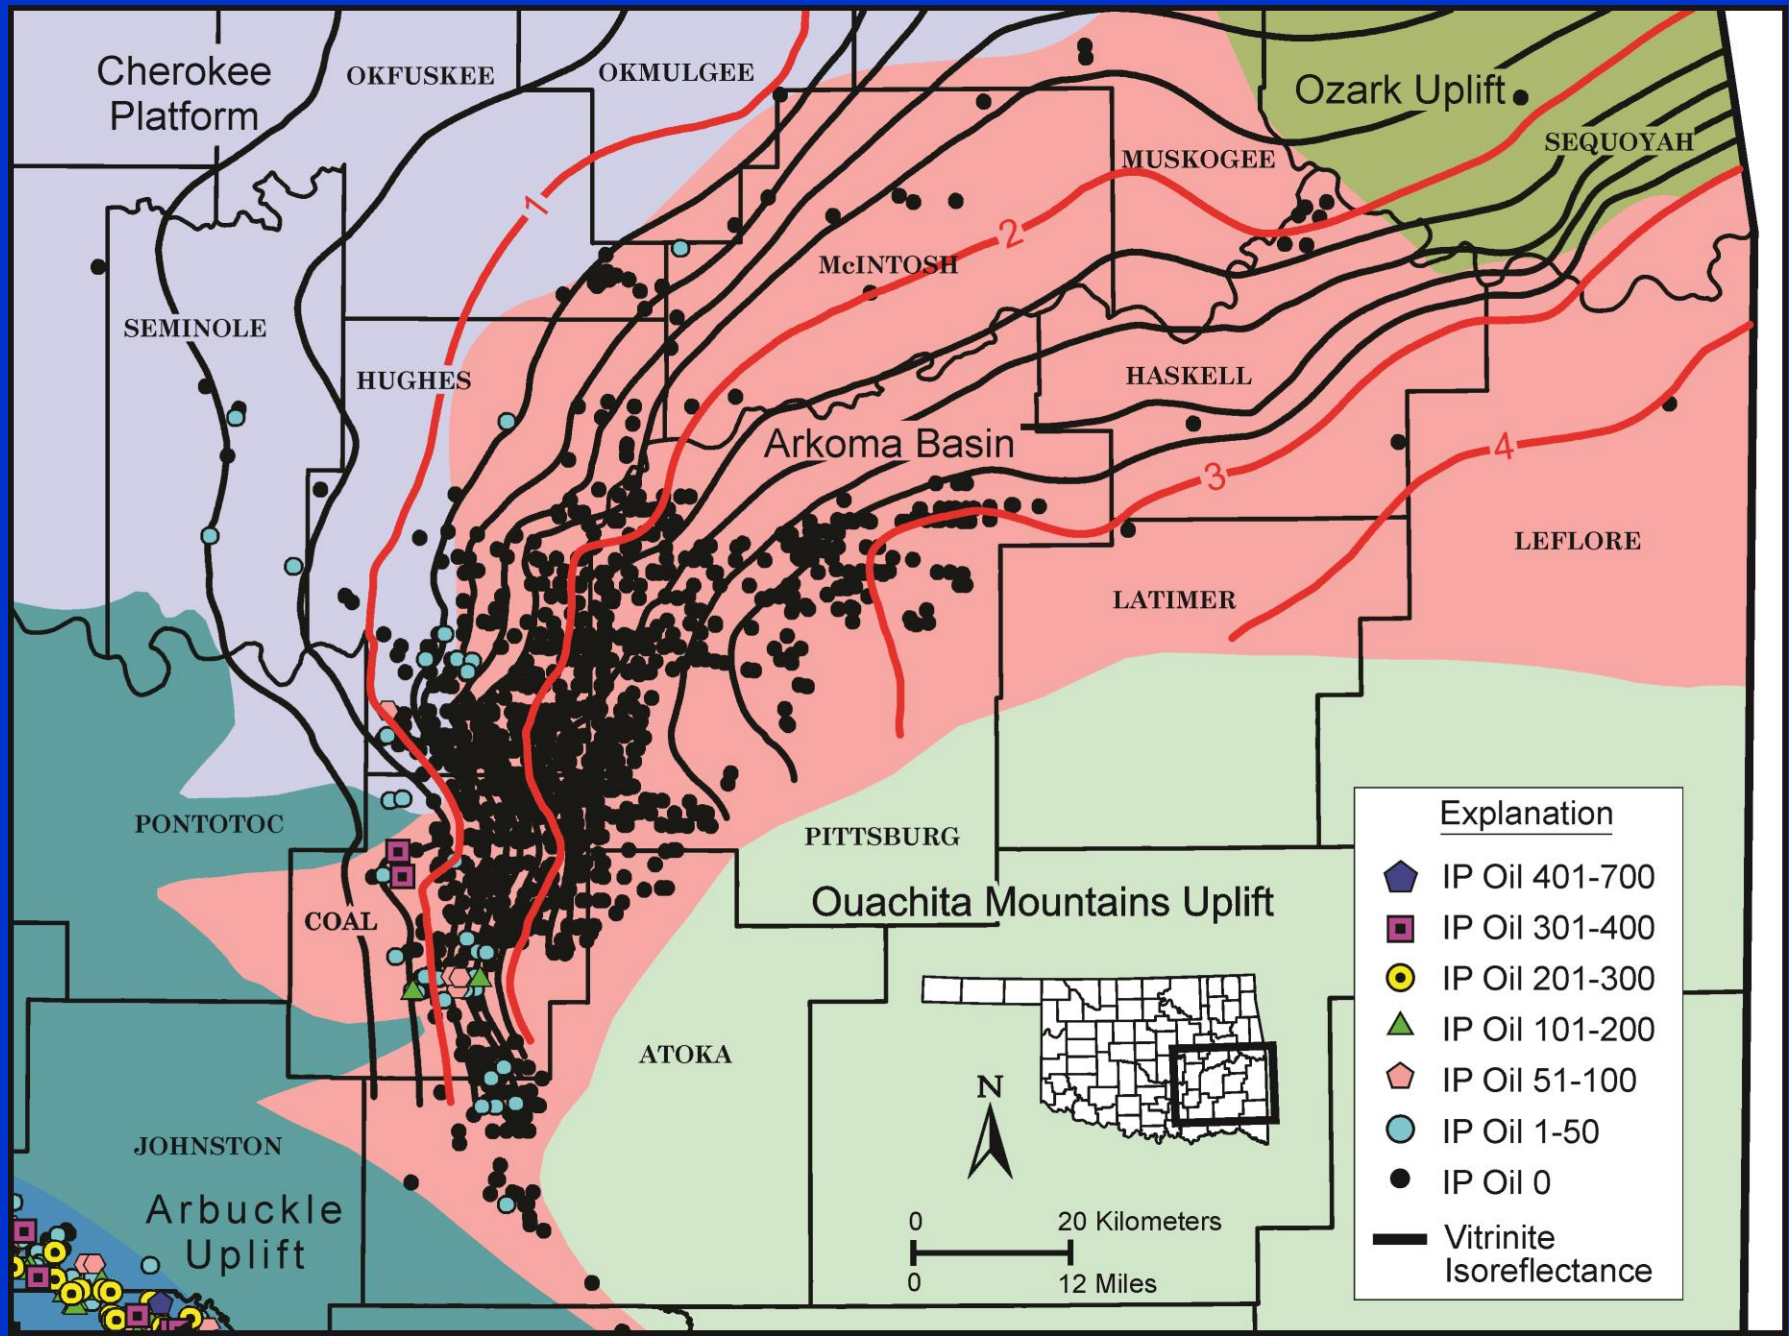 Cherokee
Platform
OKFUSKEE
OKMULGEE
Ozark Uplift
SEQUOYAH
MUSKOGEE
1
2
McINTOSH
SEMINOLE
HUGHES
HASKELL
Arkoma Basin
3
4
LEFLORE
LATIMER
PONTOTOC
PITTSBURG
COAL
Ouachita Mountains Uplift
ATOKA
JOHNSTON
Arbuckle
Uplift
N
0 20 Kilometers
0 12 Miles
Explanation
IP Oil 401-700
IP Oil 301-400
IP Oil 201-300
IP Oil 101-200
IP Oil 51-100
IP Oil 1-50
IP Oil 0
Vitrinite
Isoreflectance